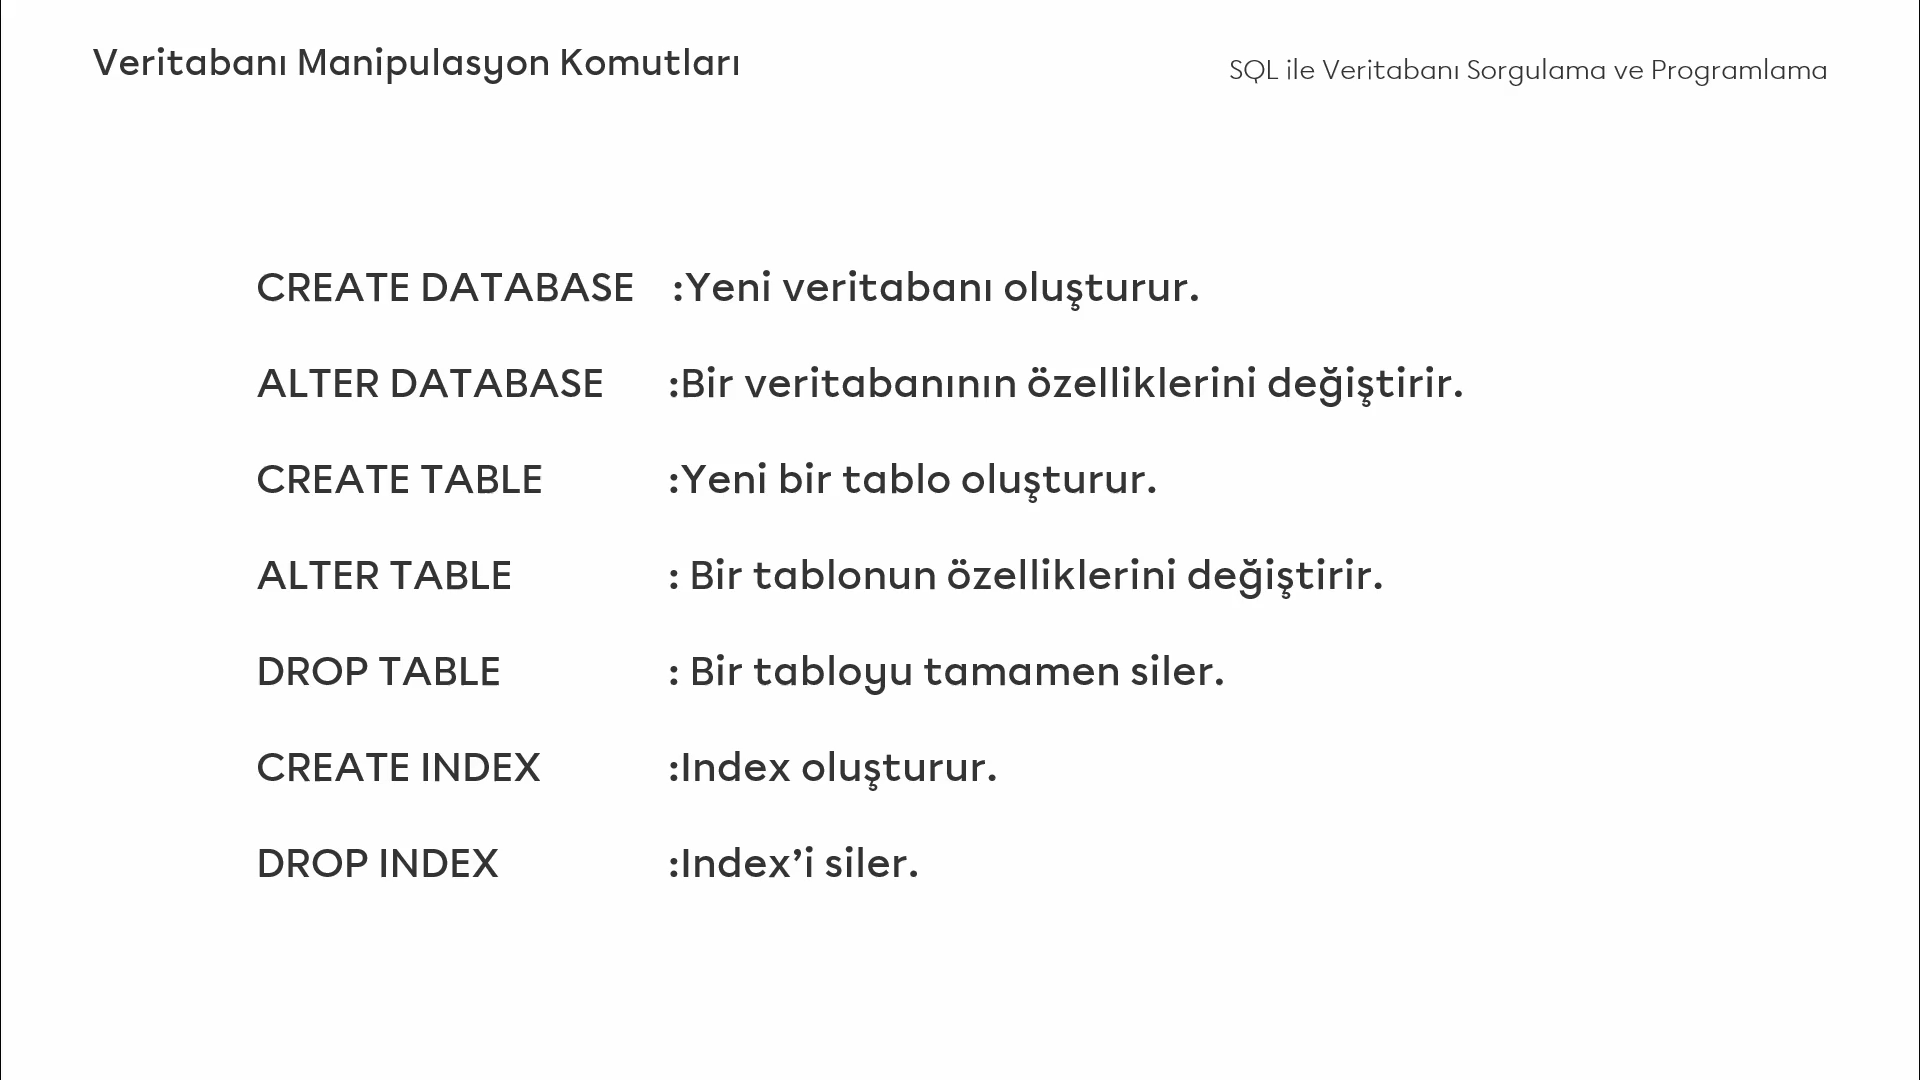 Veritabanı Manipulasyon Komutları
SQL ile Veritabanı Sorgulama ve Programlama
CREATE DATABASE :Yeni veritabanı oluşturur.
ALTER DATABASE :Bir veritabanının özelliklerini değiştirir.
CREATE TABLE :Yeni bir tablo oluşturur.
ALTER TABLE : Bir tablonun özelliklerini değiştirir.
DROP TABLE : Bir tabloyu tamamen siler.
CREATE INDEX :Index oluşturur.
DROP INDEX :Index’i siler.